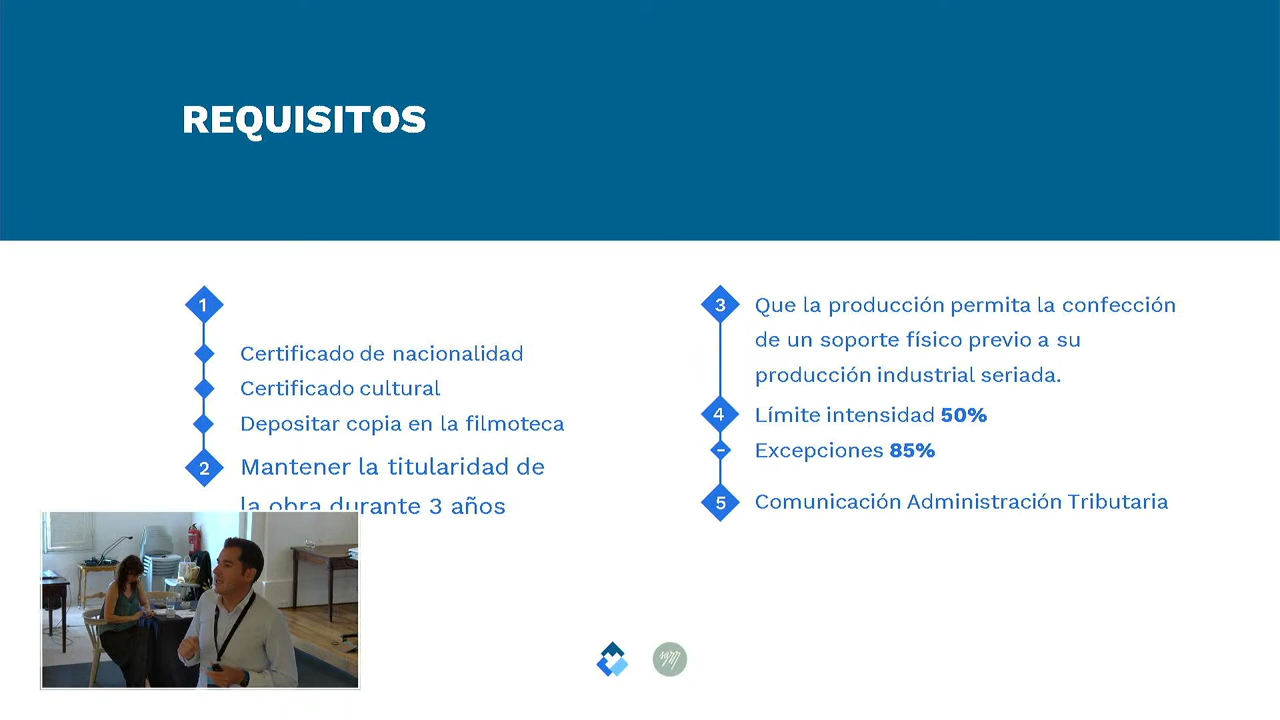 REQUISITOS
1
Certificado de nacionalidad
Certificado cultural
Depositar copia en la filmoteca
2 Mantener la titularidad de
la obra durante 3 años
3 Que la producción permita la confección
de un soporte físico previo a su
producción industrial seriada.
4 Límite intensidad 50%
– Excepciones 85%
5 Comunicación Administración Tributaria